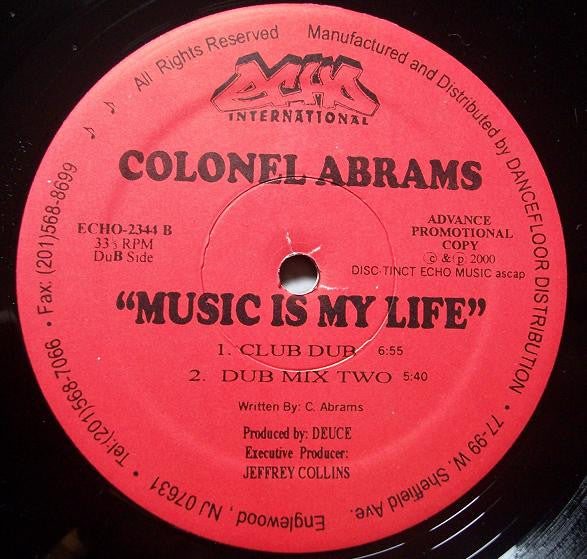 All Rights Reserved
Manufactured and Distributed by DANCEFLOOR DISTRIBUTION • 77-99 W. Sheffield Ave. Englewood, NJ 07631 • Tel:(201)568-7066 • Fax: (201)568-8699
ECHO
INTERNATIONAL
COLONEL ABRAMS
ECHO-2344 B
33⅓ RPM
DuB Side
ADVANCE
PROMOTIONAL
COPY
© & ℗ 2000
DISC-TINCT ECHO MUSIC ascap
“MUSIC IS MY LIFE”
1. CLUB DUB 6:55
2. DUB MIX TWO 5:40
Written By: C. Abrams
Produced by: DEUCE
Executive Producer:
JEFFREY COLLINS